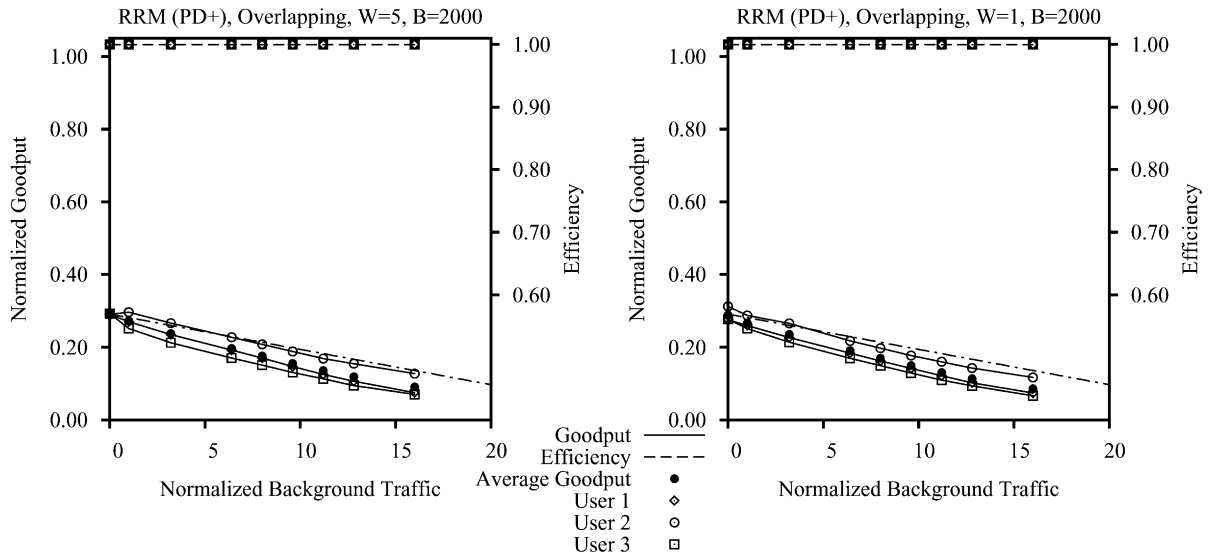 RRM (PD+), Overlapping, W=5, B=2000
1.00
0.80
0.60
0.40
0.20
0.00
Normalized Goodput
1.00
0.90
0.80
0.70
0.60
Efficiency
0
5
10
15
20
Normalized Background Traffic
RRM (PD+), Overlapping, W=1, B=2000
1.00
0.80
0.60
0.40
0.20
0.00
Normalized Goodput
1.00
0.90
0.80
0.70
0.60
Efficiency
0
5
10
15
20
Normalized Background Traffic
Goodput
Efficiency
Average Goodput
User 1
User 2
User 3